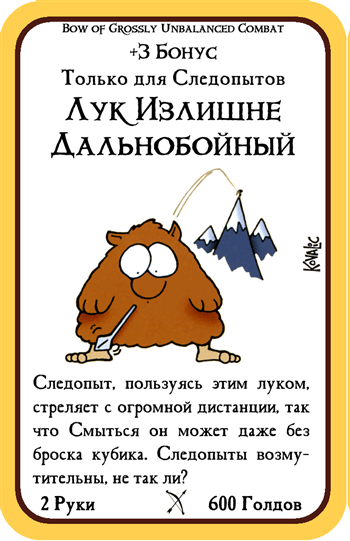 Bow of Grossly Unbalanced Combat
+3 Бонус
Только для Следопытов
Лук Излишне
Дальнобойный
Kovalic
Следопыт, пользуясь этим луком,
стреляет с огромной дистанции, так
что Смыться он может даже без
броска кубика. Следопыты возму-
тительны, не так ли?
2 Руки 600 Голдов